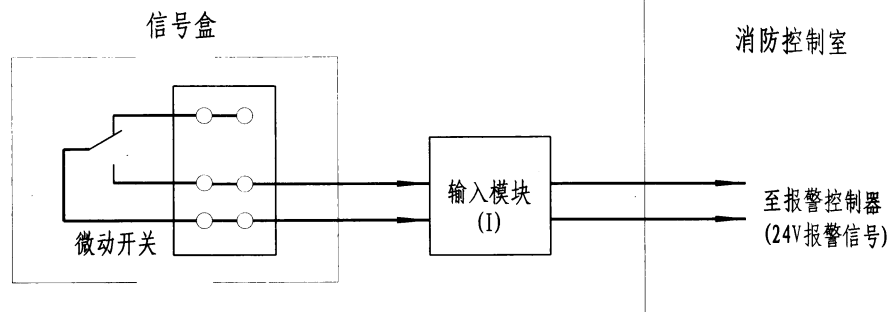 信号盒
消防控制室
微动开关
输入模块
(I)
至报警控制器
(24V报警信号)